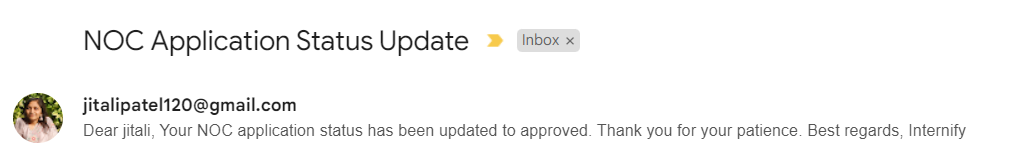 NOC Application Status Update Inbox ×
jitalipatel120@gmail.com
Dear jitali, Your NOC application status has been updated to approved. Thank you for your patience. Best regards, Internify